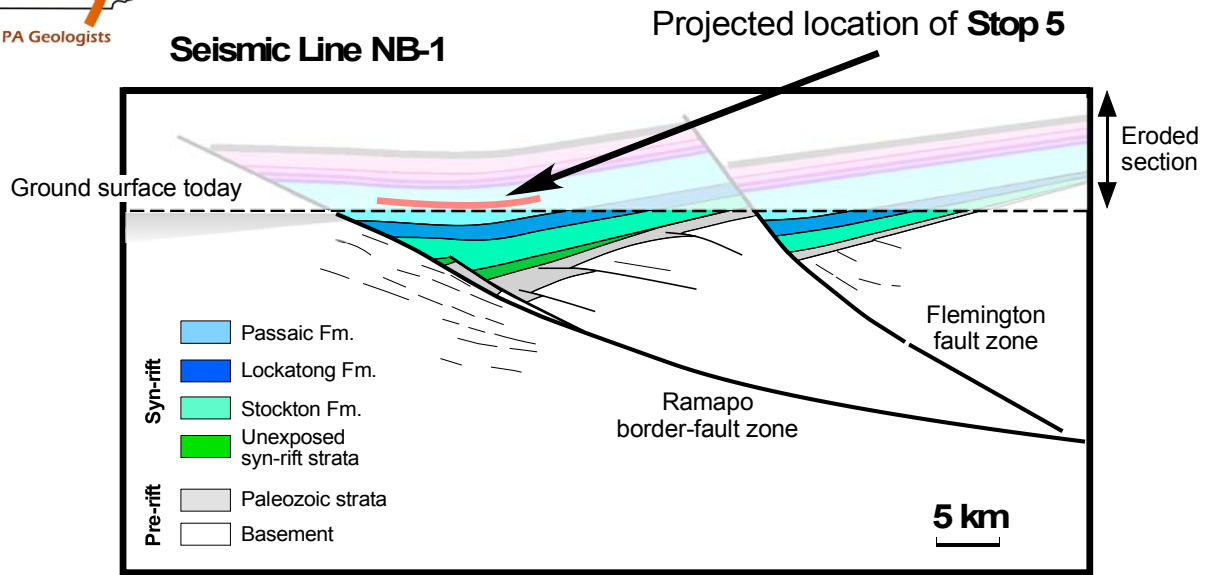 PA Geologists
Seismic Line NB-1
Projected location of Stop 5
Eroded
section
Ground surface today
Flemington
fault zone
Ramapo
border-fault zone
Syn-rift
Passaic Fm.
Lockatong Fm.
Stockton Fm.
Unexposed
syn-rift strata
Pre-rift
Paleozoic strata
Basement
5 km